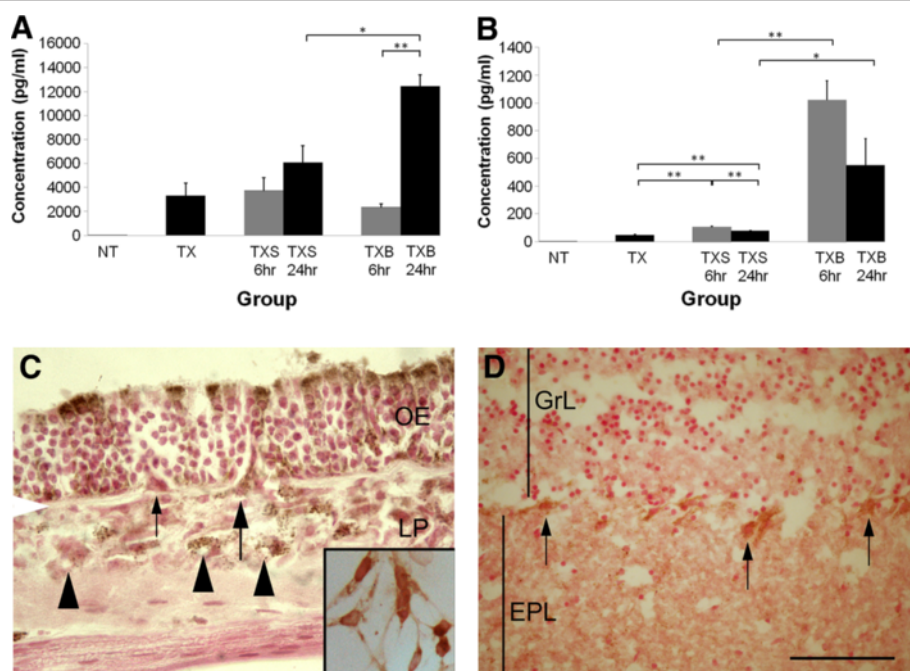 A
Concentration (pg/ml)
16000
14000
12000
10000
8000
6000
4000
2000
0
*
**
NT
TX
TXS 6hr
TXS 24hr
TXB 6hr
TXB 24hr
Group
B
Concentration (pg/ml)
1400
1200
1000
800
600
400
200
0
**
*
**
**
**
NT
TX
TXS 6hr
TXS 24hr
TXB 6hr
TXB 24hr
Group
C
OE
LP
D
GrL
EPL